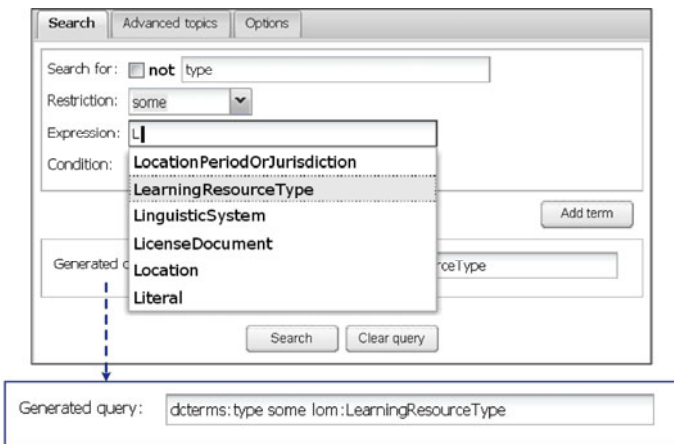 Search Advanced topics Options
Search for: not type
Restriction: some
Expression: L
Condition:
LocationPeriodOrJurisdiction
LearningResourceType
LinguisticSystem
LicenseDocument
Location
Literal
Add term
Generated
Search Clear query
Generated query: dcterms:type some lom:LearningResourceType